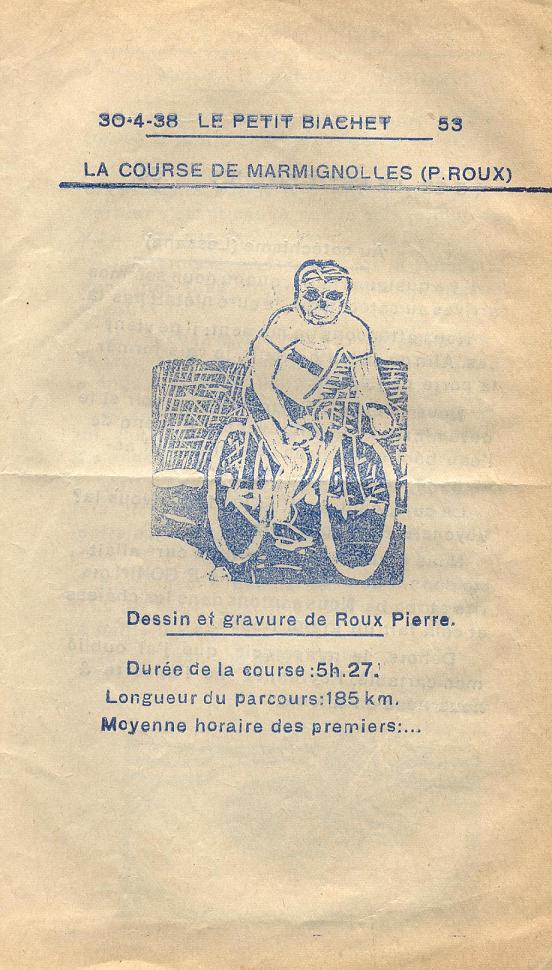 30-4-38 LE PETIT BIACHET 53
LA COURSE DE MARMIGNOLLES (P.ROUX)
Dessin et gravure de Roux Pierre.
Durée de la course:5h.27.'
Longueur du parcours:185 km.
Moyenne horaire des premiers:...